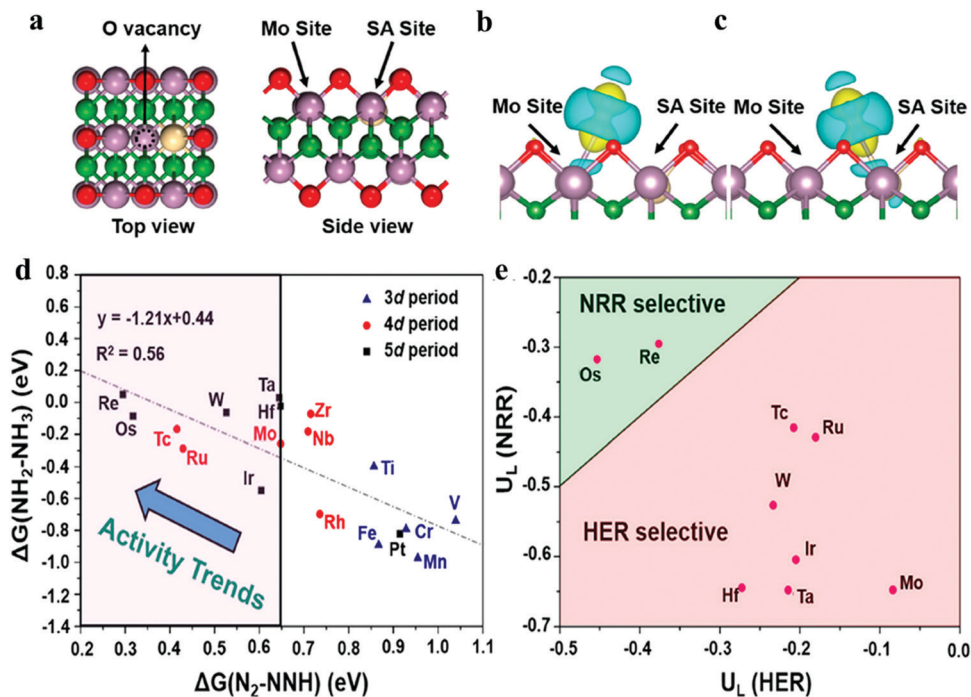 a
O vacancy
Mo Site
SA Site
Top view
Side view
b
Mo Site
SA Site
c
Mo Site
SA Site
d
0.8
0.6
0.4
0.2
0.0
-0.2
-0.4
-0.6
-0.8
-1.0
-1.2
-1.4
ΔG(NH₂-NH₃) (eV)
y = -1.21x+0.44
R² = 0.56
3d period
4d period
5d period
Re
Os
Tc
Ru
W
Ir
Ta
Hf
Mo
Zr
Nb
Rh
Ti
Fe
Pt
Cr
Mn
V
Activity Trends
0.2 0.3 0.4 0.5 0.6 0.7 0.8 0.9 1.0 1.1
ΔG(N₂-NNH) (eV)
e
-0.2
-0.3
-0.4
-0.5
-0.6
-0.7
U_L (NRR)
NRR selective
Os
Re
Tc
Ru
W
HER selective
Ir
Hf
Ta
Mo
-0.5 -0.4 -0.3 -0.2 -0.1 0.0
U_L (HER)